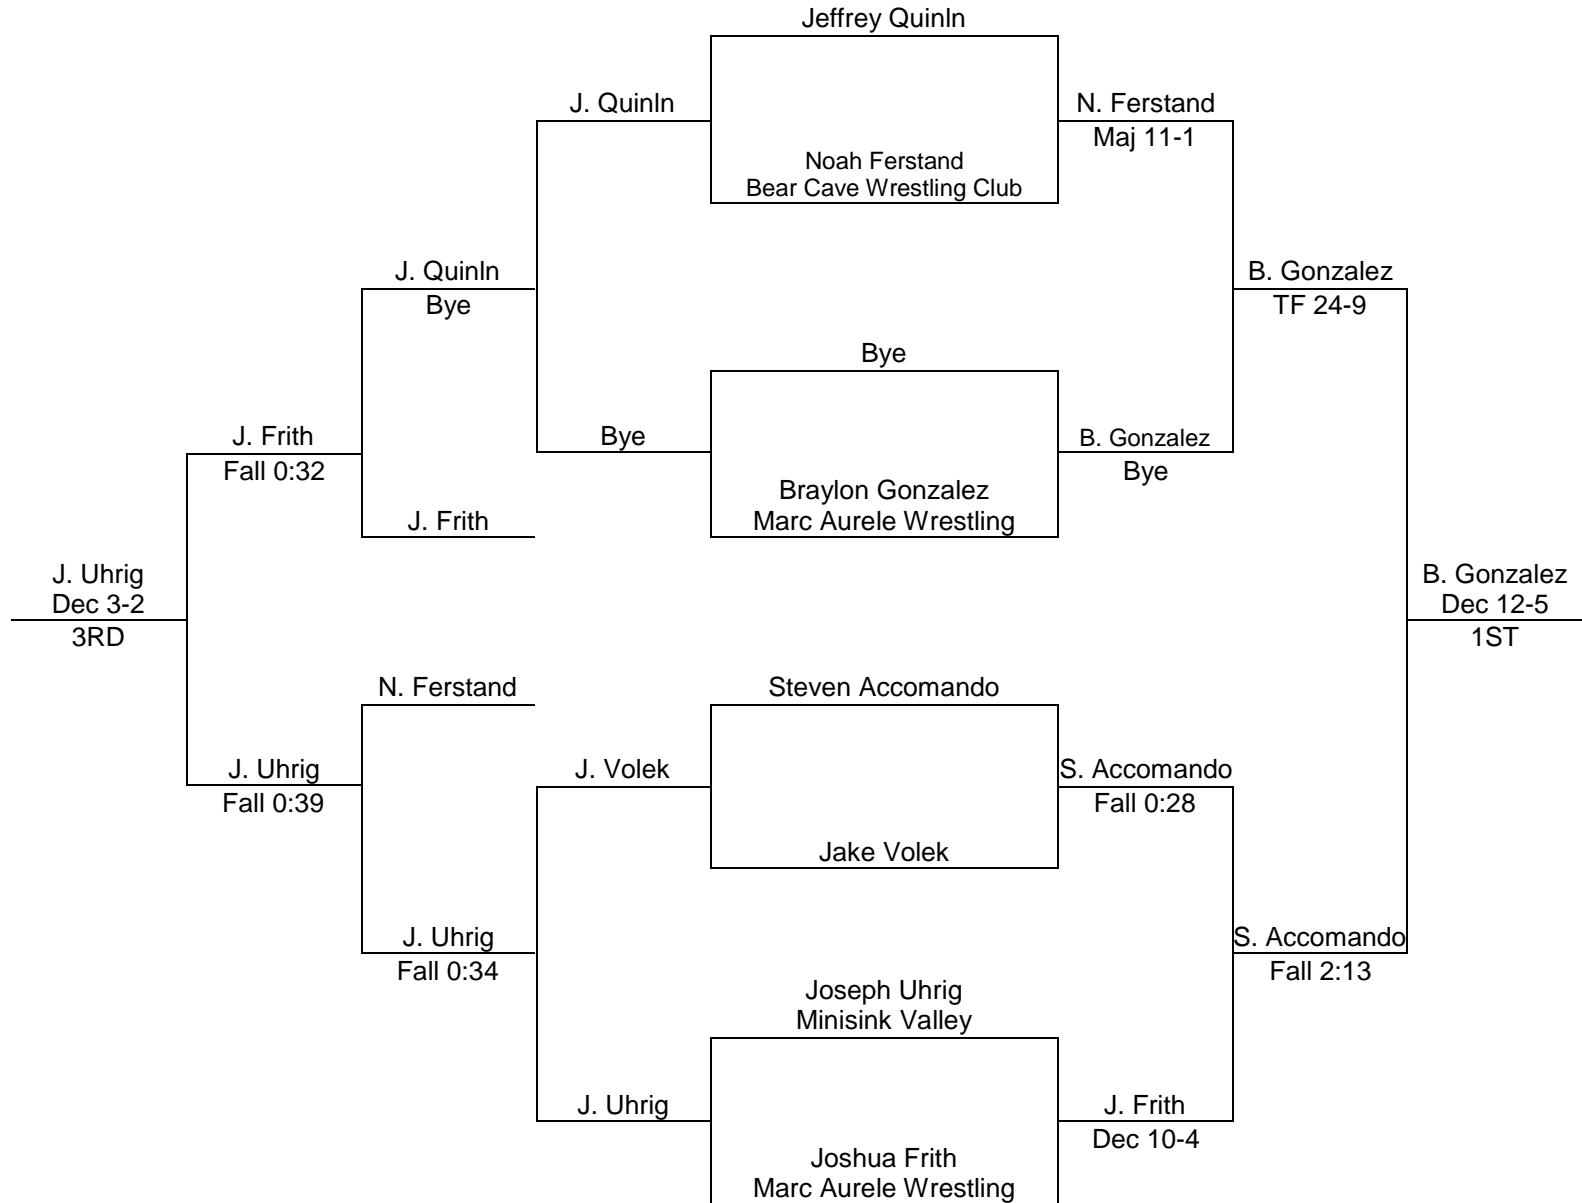 Jeffrey Quinln
J. Quinln
N. Ferstand
Maj 11-1
Noah Ferstand
Bear Cave Wrestling Club
J. Quinln
Bye
B. Gonzalez
TF 24-9
Bye
J. Frith
Fall 0:32
Bye
B. Gonzalez
Bye
Braylon Gonzalez
Marc Aurele Wrestling
J. Frith
J. Uhrig
Dec 3-2
3RD
B. Gonzalez
Dec 12-5
1ST
N. Ferstand
Steven Accomando
J. Uhrig
Fall 0:39
J. Volek
S. Accomando
Fall 0:28
Jake Volek
J. Uhrig
Fall 0:34
S. Accomando
Fall 2:13
Joseph Uhrig
Minisink Valley
J. Uhrig
J. Frith
Dec 10-4
Joshua Frith
Marc Aurele Wrestling